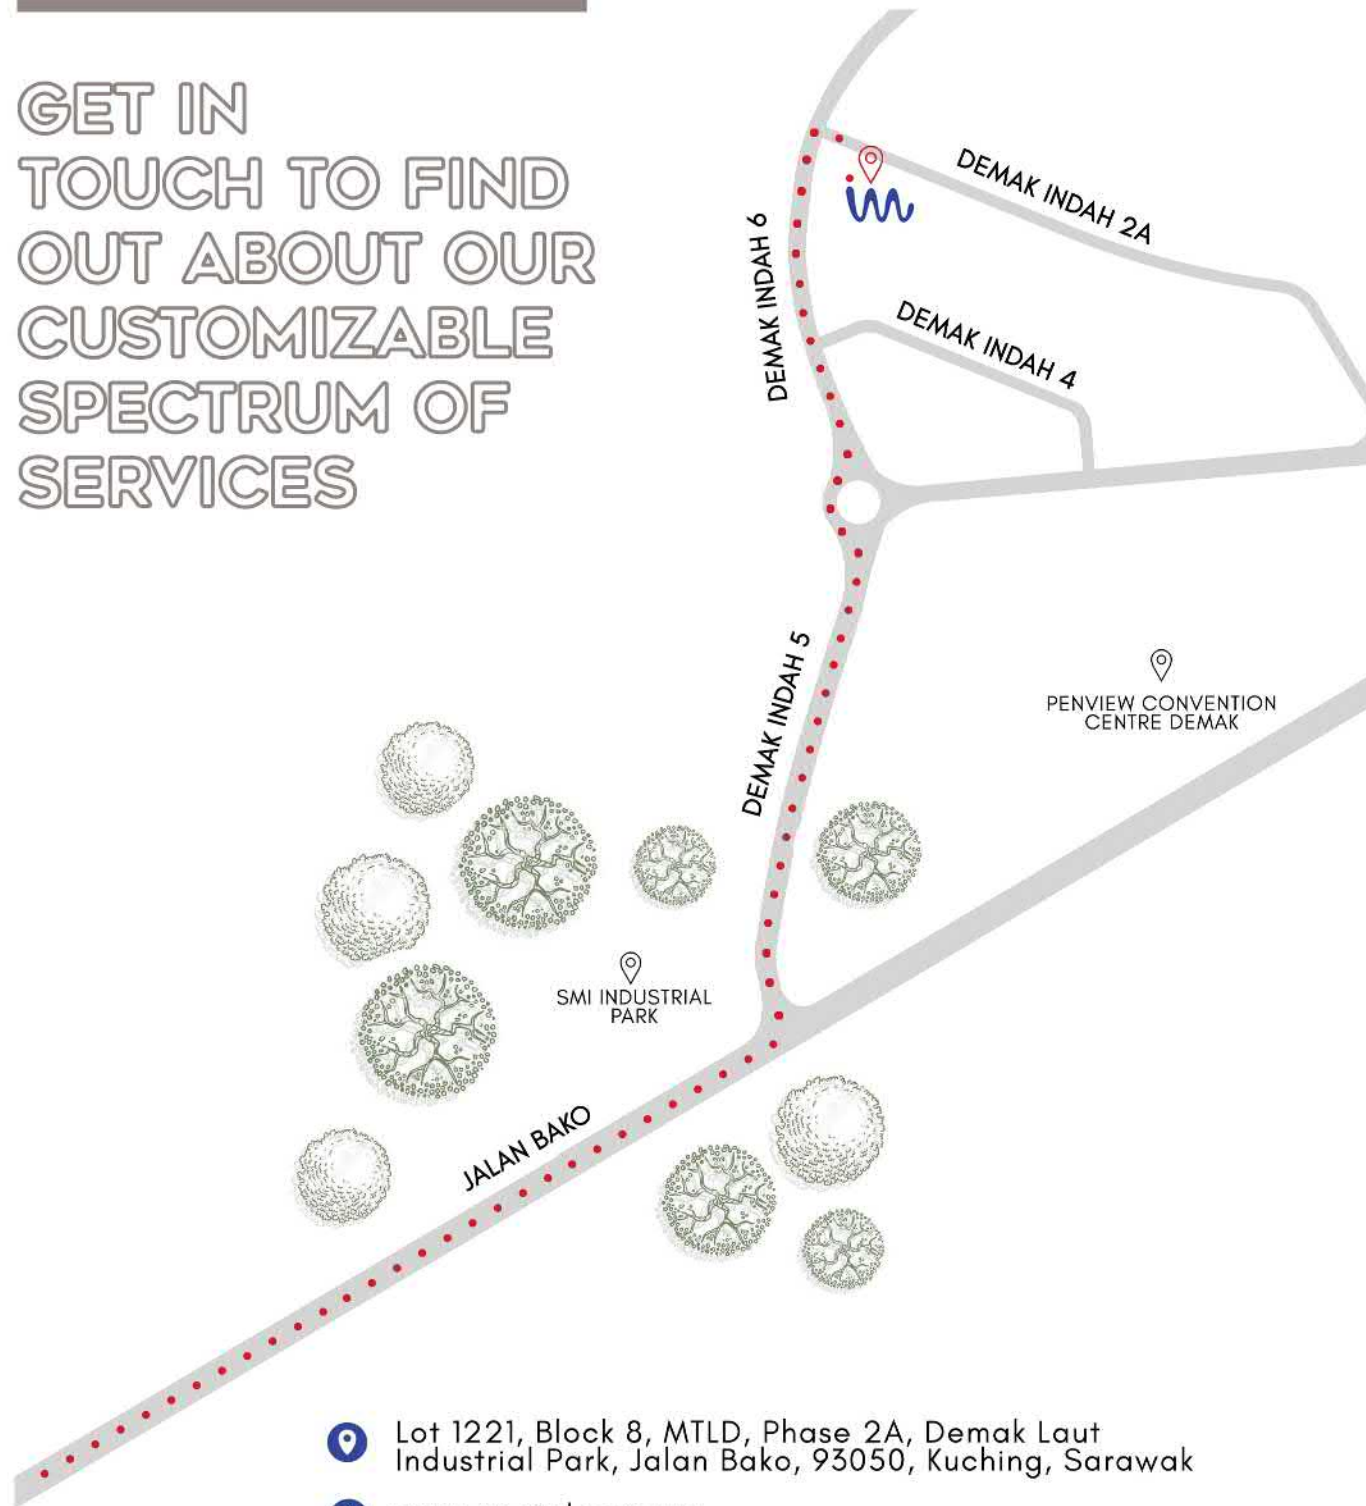 GET IN
TOUCH TO FIND
OUT ABOUT OUR
CUSTOMIZABLE
SPECTRUM OF
SERVICES
DEMAK INDAH 2A
im
DEMAK INDAH 6
DEMAK INDAH 4
DEMAK INDAH 5
PENVIEW CONVENTION
CENTRE DEMAK
SMI INDUSTRIAL
PARK
JALAN BAKO
Lot 1221, Block 8, MTLD, Phase 2A, Demak Laut
Industrial Park, Jalan Bako, 93050, Kuching, Sarawak